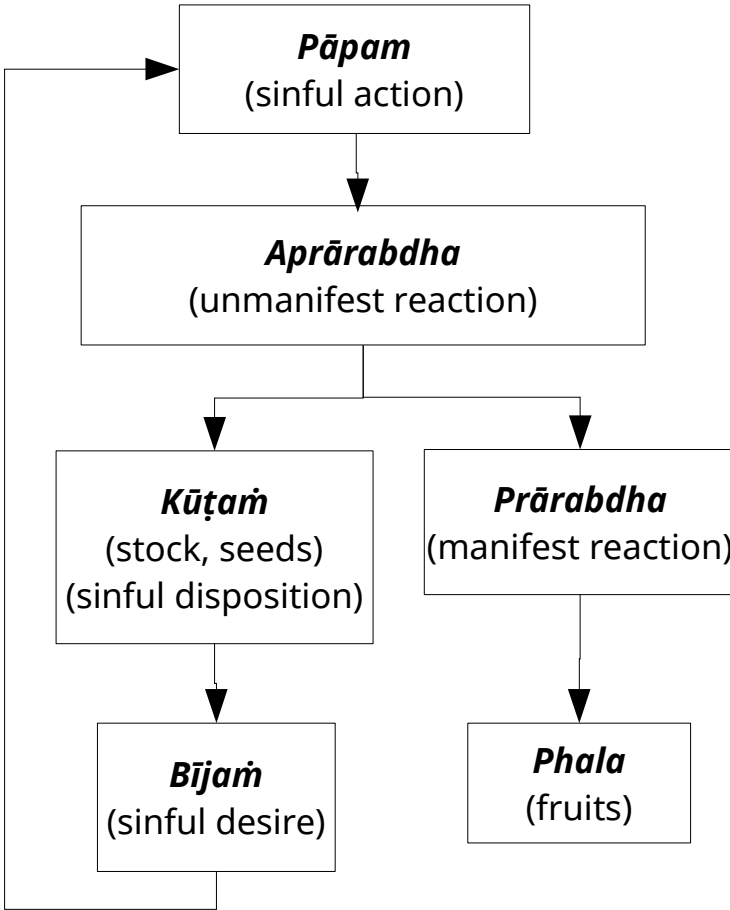 Pāpam
(sinful action)
Aprārabdha
(unmanifest reaction)
Kūṭaṁ
(stock, seeds)
(sinful disposition)
Prārabdha
(manifest reaction)
Bījaṁ
(sinful desire)
Phala
(fruits)